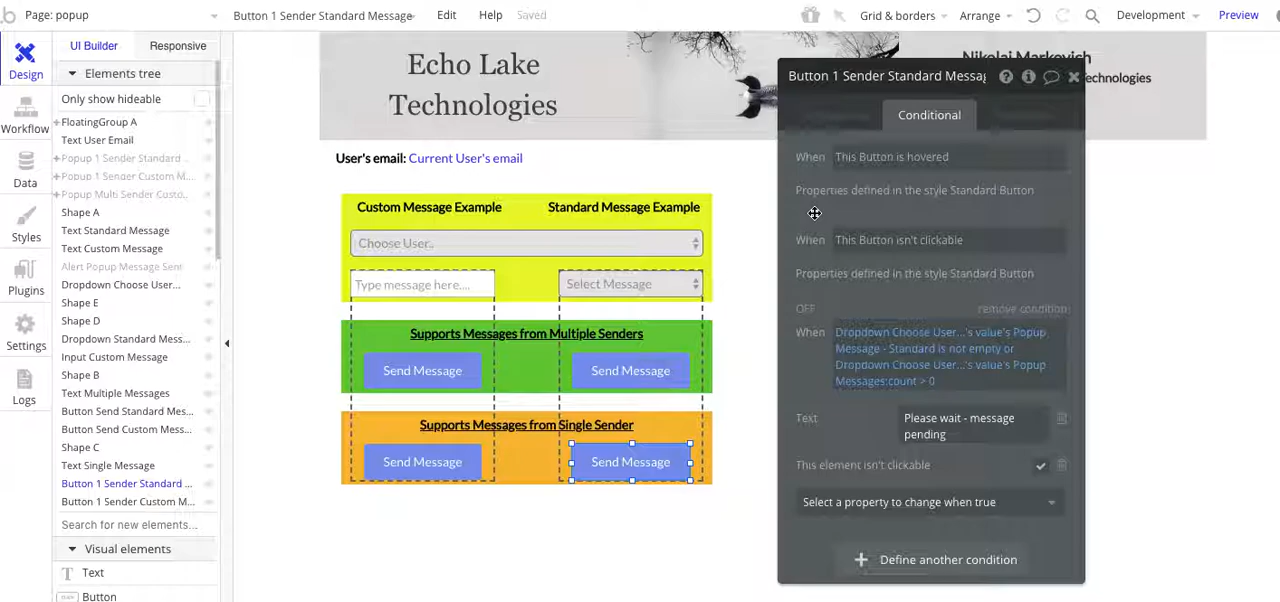 Page: popup
Button 1 Sender Standard Message
Edit
Help
Saved
Grid & borders
Arrange
Development
Preview
UI Builder
Responsive
Design
Workflow
Data
Styles
Plugins
Settings
Logs
Elements tree
Only show hideable
FloatingGroup A
Text User Email
Popup 1 Sender Standard ...
Popup 1 Sender Custom M...
Popup Multi Sender Custo...
Shape A
Text Standard Message
Text Custom Message
Alert Popup Message Sent
Dropdown Choose User...
Shape E
Shape D
Dropdown Standard Mess...
Input Custom Message
Shape B
Text Multiple Messages
Button Send Standard Mes...
Button Send Custom Mess...
Shape C
Text Single Message
Button 1 Sender Standard ...
Button 1 Sender Custom M...
Search for new elements...
Visual elements
Text
Button
Echo Lake
Technologies
Nikolai Markovich
Technologies
User's email: Current User's email
Custom Message Example
Standard Message Example
Choose User..
Type message here....
Select Message
Supports Messages from Multiple Senders
Send Message
Send Message
Supports Messages from Single Sender
Send Message
Send Message
Button 1 Sender Standard Messag
Conditional
When This Button is hovered
Properties defined in the style Standard Button
When This Button isn't clickable
Properties defined in the style Standard Button
OFF remove condition
When Dropdown Choose User...'s value's Popup
Message - Standard is not empty or
Dropdown Choose User...'s value's Popup
Messages:count > 0
Text Please wait - message
pending
This element isn't clickable
Select a property to change when true
Define another condition